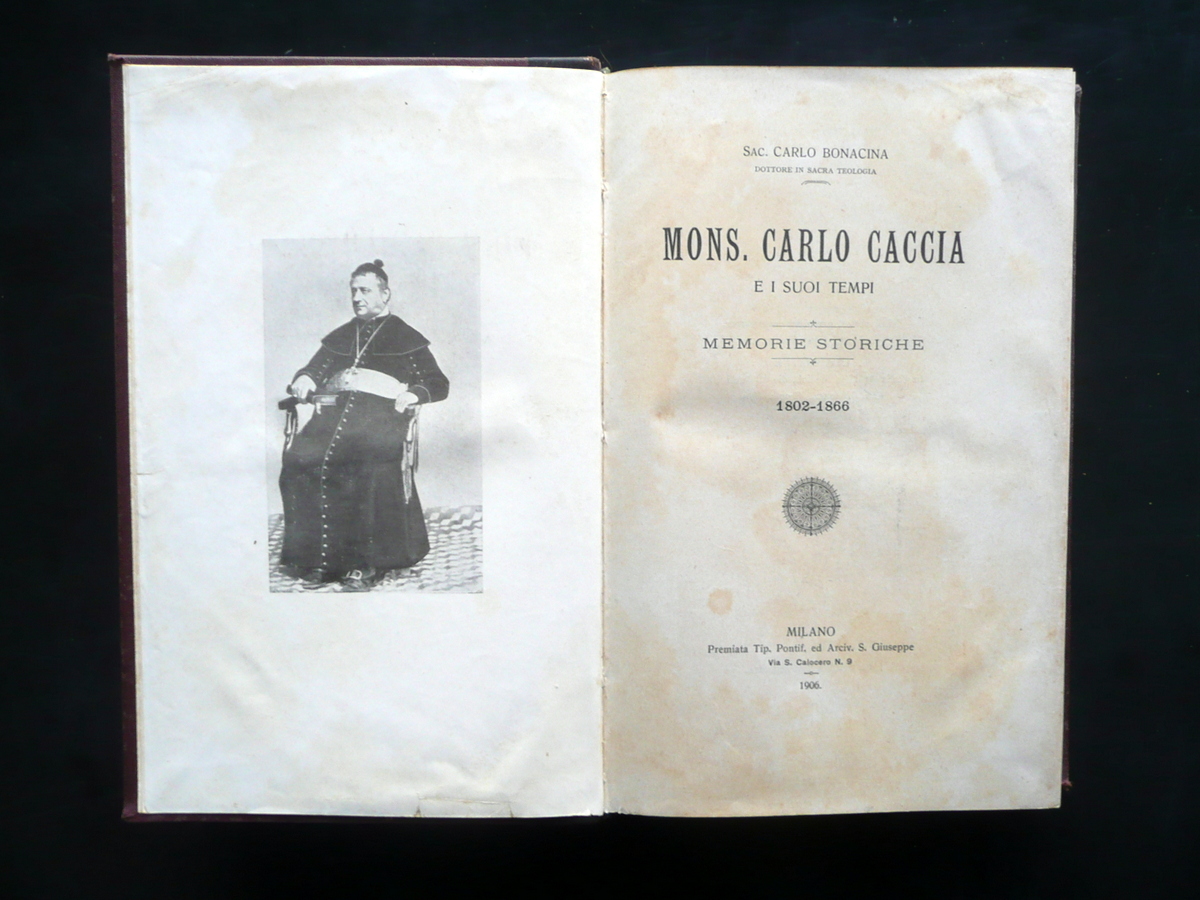 SAC. CARLO BONACINA
DOTTORE IN SACRA TEOLOGIA
MONS. CARLO CACCIA
E I SUOI TEMPI
MEMORIE STORICHE
1802-1866
MILANO
Premiata Tip. Pontif. ed Arciv. S. Giuseppe
Via S. Calocero N. 9
1906.